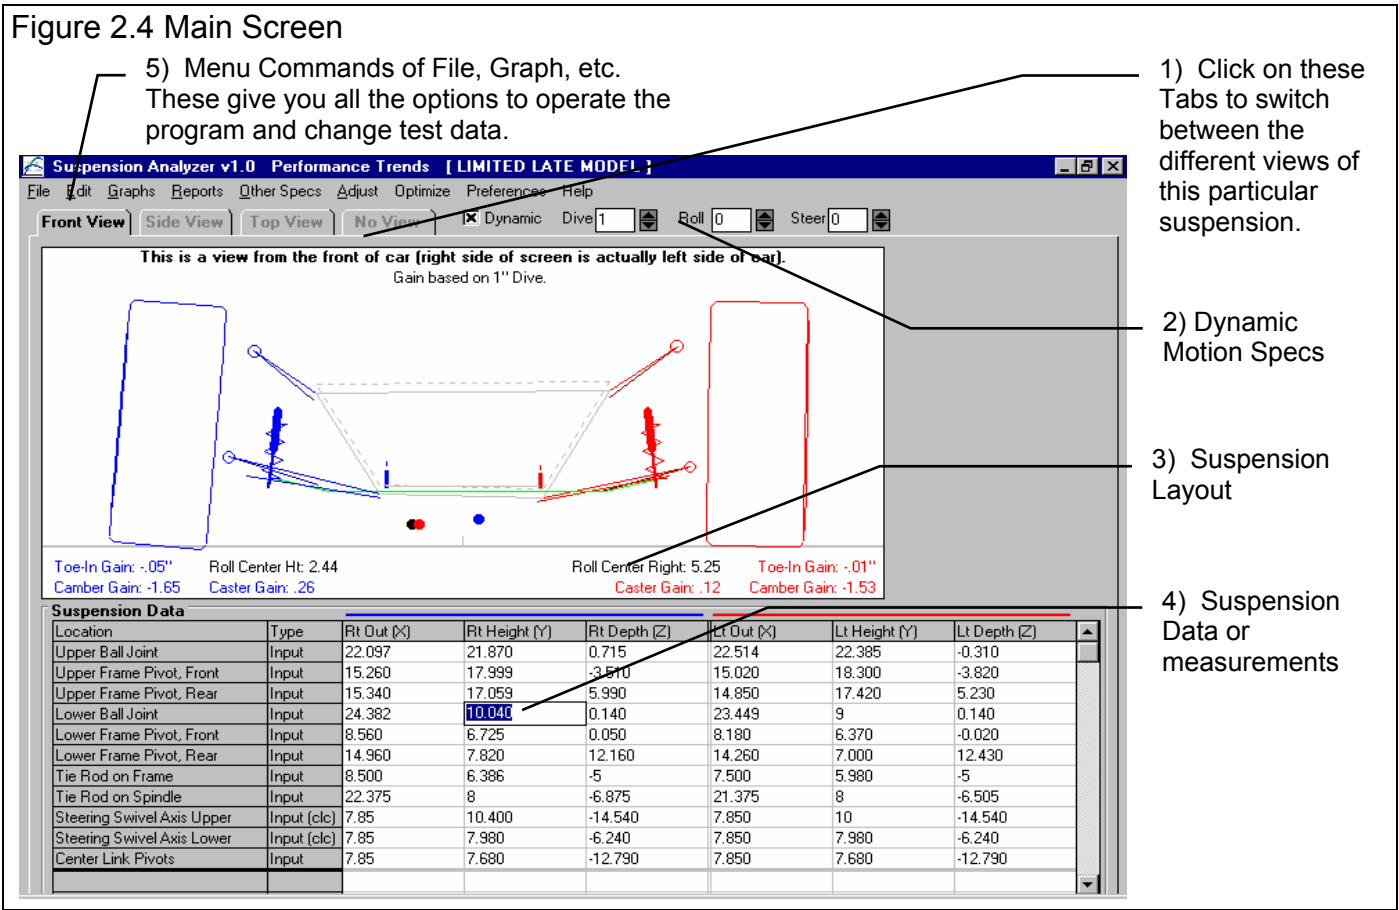 Figure 2.4 Main Screen
5) Menu Commands of File, Graph, etc.
These give you all the options to operate the
program and change test data.
1) Click on these
Tabs to switch
between the
different views of
this particular
suspension.
Suspension Analyzer v1.0 Performance Trends [ LIMITED LATE MODEL ]
File Edit Graphs Reports Other Specs Adjust Optimize Preferences Help
Front View Side View Top View No View Dynamic Dive 1 Roll 0 Steer 0
This is a view from the front of car (right side of screen is actually left side of car).
Gain based on 1'' Dive.
2) Dynamic
Motion Specs
3) Suspension
Layout
Toe-In Gain: -.05'' Roll Center Ht: 2.44 Roll Center Right: 5.25 Toe-In Gain: -.01''
Camber Gain: -1.65 Caster Gain: .26 Caster Gain: .12 Camber Gain: -1.53
4) Suspension
Data or
measurements
Suspension Data
Location Type Rt Out (X) Rt Height (Y) Rt Depth (Z) Lt Out (X) Lt Height (Y) Lt Depth (Z)
Upper Ball Joint Input 22.097 21.870 0.715 22.514 22.385 -0.310
Upper Frame Pivot, Front Input 15.260 17.999 -3.510 15.020 18.300 -3.820
Upper Frame Pivot, Rear Input 15.340 17.059 5.990 14.850 17.420 5.230
Lower Ball Joint Input 24.382 10.040 0.140 23.449 9 0.140
Lower Frame Pivot, Front Input 8.560 6.725 0.050 8.180 6.370 -0.020
Lower Frame Pivot, Rear Input 14.960 7.820 12.160 14.260 7.000 12.430
Tie Rod on Frame Input 8.500 6.386 -5 7.500 5.980 -5
Tie Rod on Spindle Input 22.375 8 -6.875 21.375 8 -6.505
Steering Swivel Axis Upper Input (clc) 7.85 10.400 -14.540 7.850 10 -14.540
Steering Swivel Axis Lower Input (clc) 7.85 7.980 -6.240 7.850 7.980 -6.240
Center Link Pivots Input 7.85 7.680 -12.790 7.850 7.680 -12.790